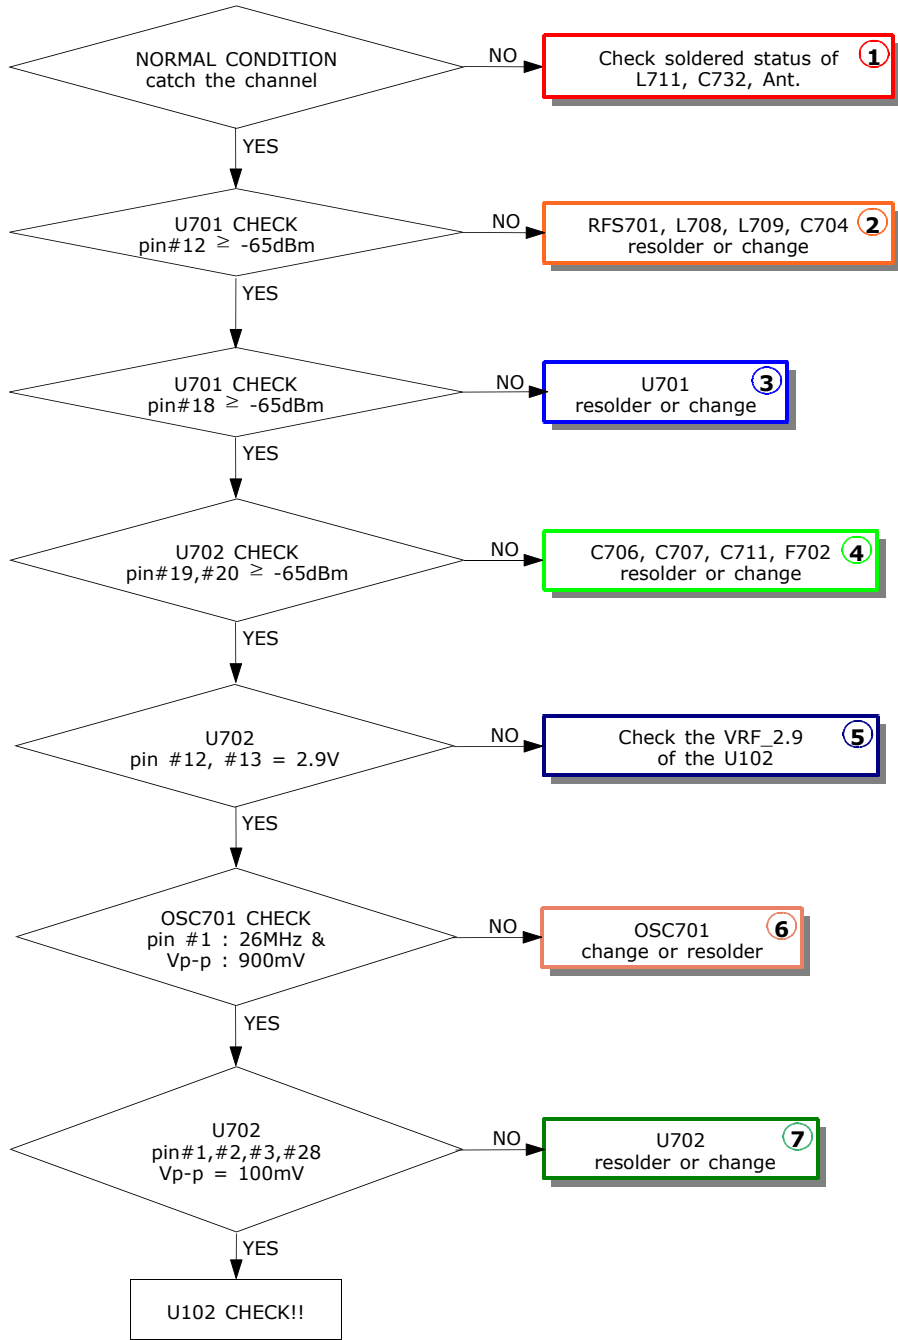 NORMAL CONDITION
catch the channel
NO
Check soldered status of
L711, C732, Ant.
1
YES
U701 CHECK
pin#12 ≥ -65dBm
NO
RFS701, L708, L709, C704
resolder or change
2
YES
U701 CHECK
pin#18 ≥ -65dBm
NO
U701
resolder or change
3
YES
U702 CHECK
pin#19,#20 ≥ -65dBm
NO
C706, C707, C711, F702
resolder or change
4
YES
U702
pin #12, #13 = 2.9V
NO
Check the VRF_2.9
of the U102
5
YES
OSC701 CHECK
pin #1 : 26MHz &
Vp-p : 900mV
NO
OSC701
change or resolder
6
YES
U702
pin#1,#2,#3,#28
Vp-p = 100mV
NO
U702
resolder or change
7
YES
U102 CHECK!!